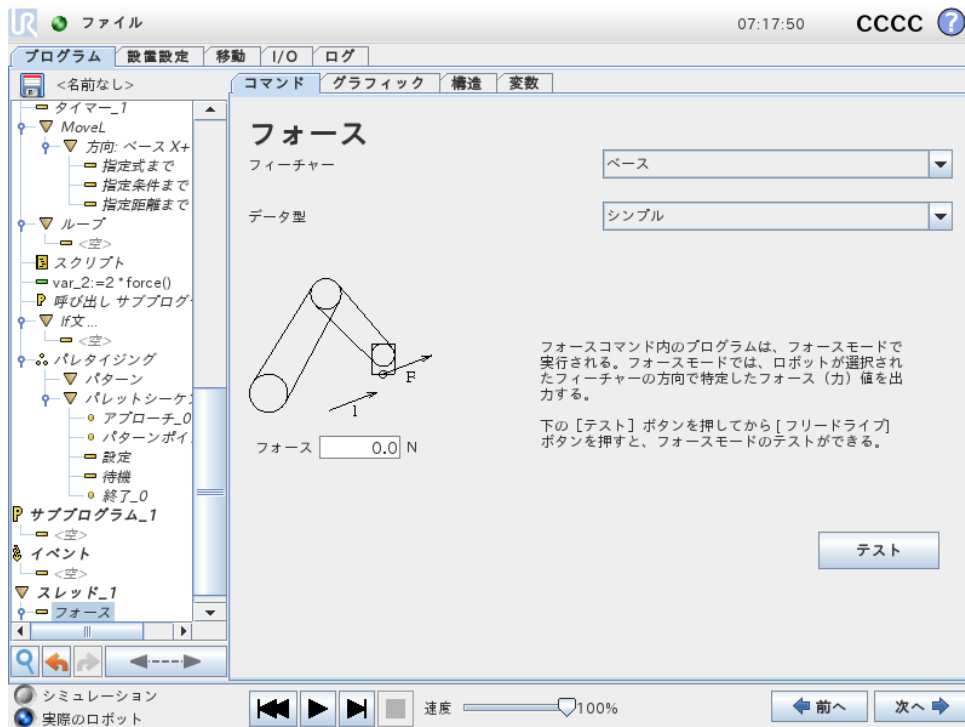 UR ファイル 07:17:50 CCCC ?
プログラム 設置設定 移動 I/O ログ
<名前なし>
コマンド グラフィック 構造 変数
タイマー_1
MoveL
方向: ベース X+
指定式まで
指定条件まで
指定距離まで
ループ
<空>
スクリプト
var_2:=2 * force()
P 呼び出し サブプログ
If文 ...
<空>
パレタイジング
パターン
パレットシーケン
アプローチ_0
パターンポイ
設定
待機
終了_0
P サブプログラム_1
<空>
イベント
<空>
スレッド_1
フォース
フォース
フィーチャー ベース
データ型 シンプル
F
1
フォース 0.0 N
フォースコマンド内のプログラムは、フォースモードで
実行される。フォースモードでは、ロボットが選択され
たフィーチャーの方向で特定したフォース（力）値を出
力する。
下の［テスト］ボタンを押してから [ フリードライブ]
ボタンを押すと、フォースモードのテストができる。
テスト
シミュレーション
実際のロボット
速度 100%
前へ 次へ